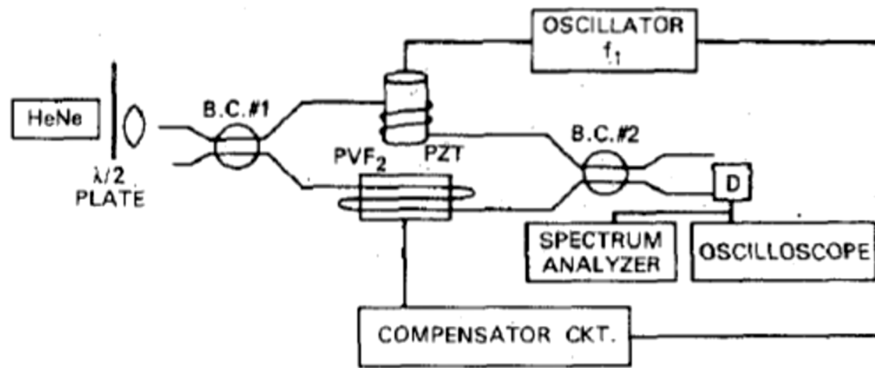 OSCILLATOR
f₁
HeNe
B.C.#1
B.C.#2
PVF₂
PZT
λ/2
PLATE
D
SPECTRUM
ANALYZER
OSCILLOSCOPE
COMPENSATOR CKT.